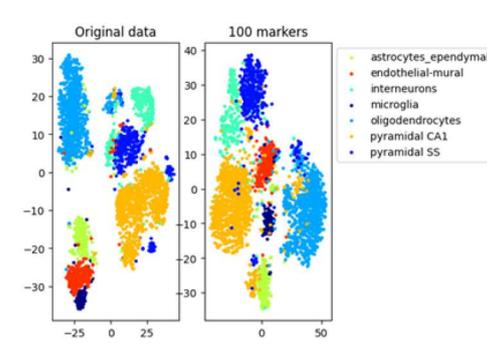 Original data
100 markers
30
20
10
0
−10
−20
−30
−25 0 25
40
30
20
10
0
−10
−20
−30
0 50
astrocytes_ependymal
endothelial-mural
interneurons
microglia
oligodendrocytes
pyramidal CA1
pyramidal SS